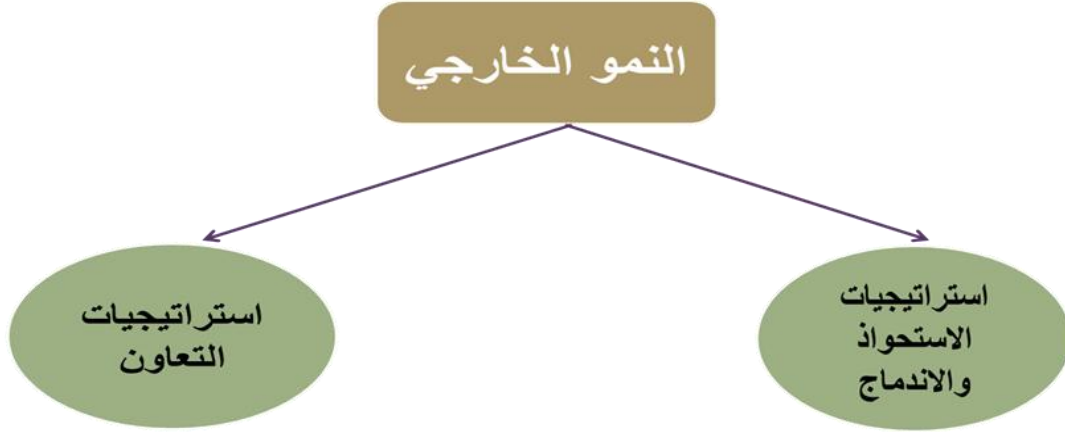 النمو الخارجي
استراتيجيات
الاستحواذ
والاندماج
استراتيجيات
التعاون